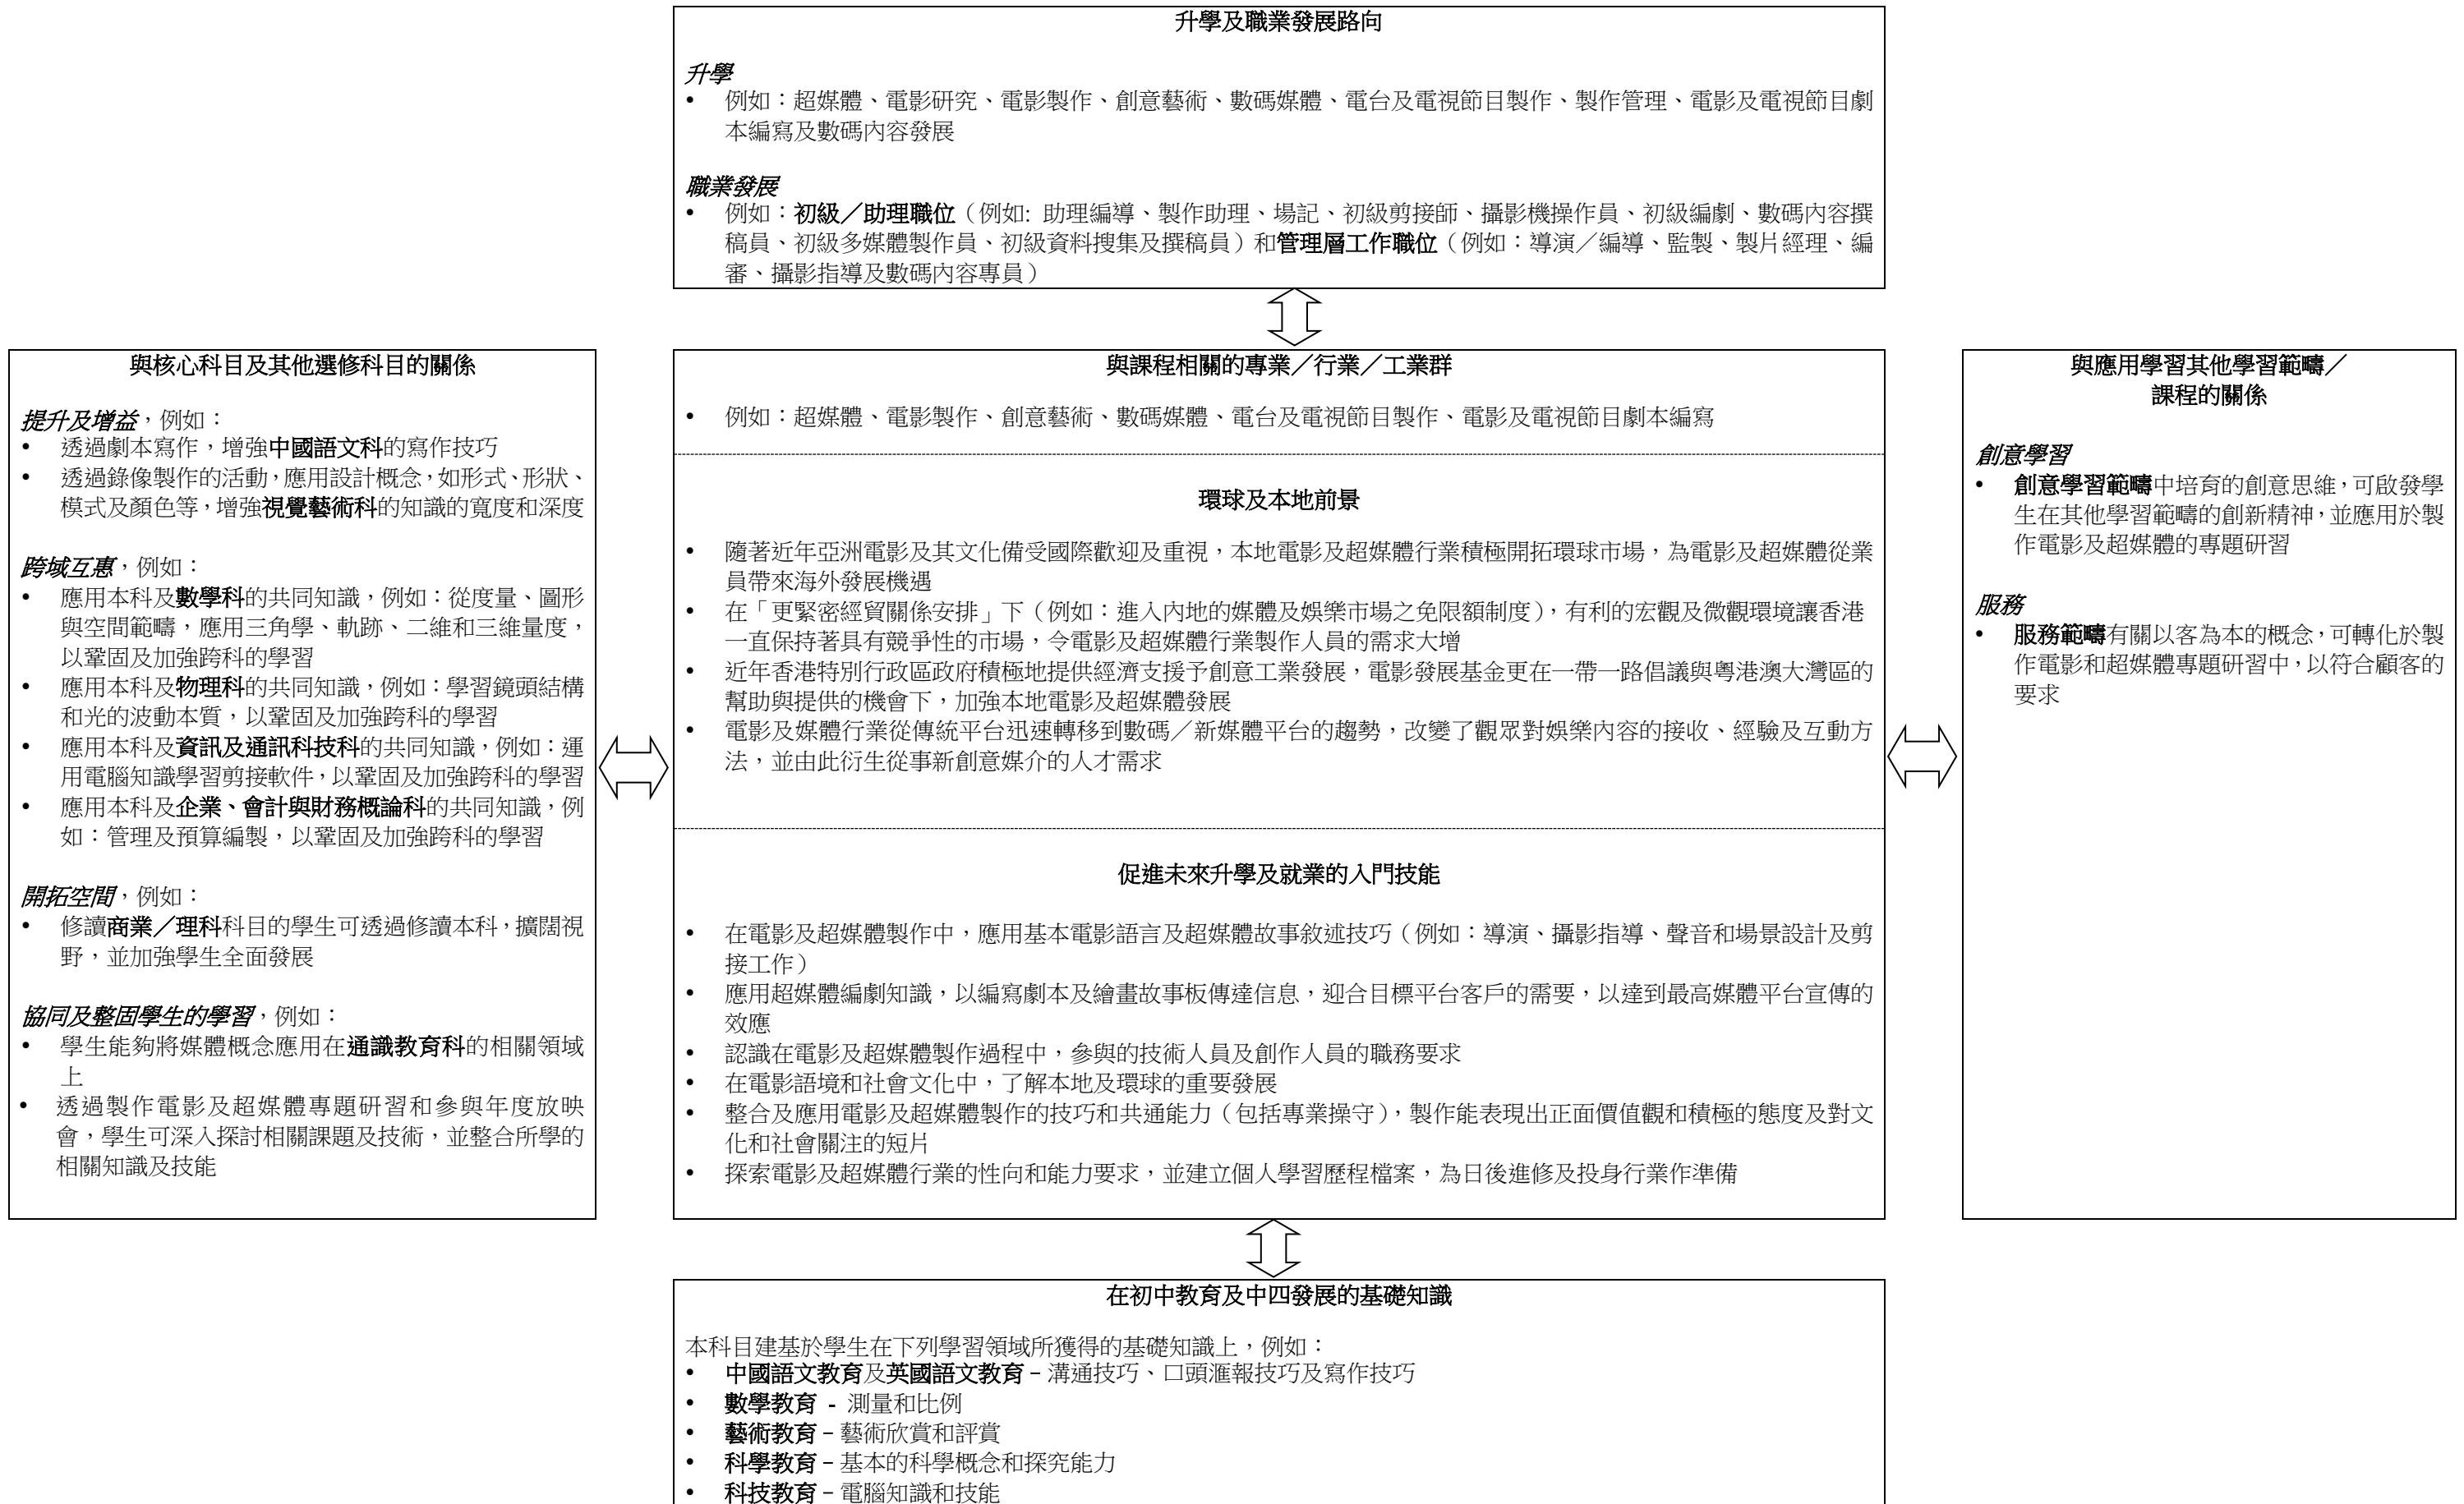 升學及職業發展路向
升學
• 例如：超媒體、電影研究、電影製作、創意藝術、數碼媒體、電台及電視節目製作、製作管理、電影及電視節目劇
本編寫及數碼內容發展
職業發展
• 例如：初級／助理職位（例如: 助理編導、製作助理、場記、初級剪接師、攝影機操作員、初級編劇、數碼內容撰
稿員、初級多媒體製作員、初級資料搜集及撰稿員）和管理層工作職位（例如：導演／編導、監製、製片經理、編
審、攝影指導及數碼內容專員）
與核心科目及其他選修科目的關係
提升及增益，例如：
• 透過劇本寫作，增強中國語文科的寫作技巧
• 透過錄像製作的活動，應用設計概念，如形式、形狀、
模式及顏色等，增強視覺藝術科的知識的寬度和深度
跨域互惠，例如：
• 應用本科及數學科的共同知識，例如：從度量、圖形
與空間範疇，應用三角學、軌跡、二維和三維量度，
以鞏固及加強跨科的學習
• 應用本科及物理科的共同知識，例如：學習鏡頭結構
和光的波動本質，以鞏固及加強跨科的學習
• 應用本科及資訊及通訊科技科的共同知識，例如：運
用電腦知識學習剪接軟件，以鞏固及加強跨科的學習
• 應用本科及企業、會計與財務概論科的共同知識，例
如：管理及預算編製，以鞏固及加強跨科的學習
開拓空間，例如：
• 修讀商業／理科科目的學生可透過修讀本科，擴闊視
野，並加強學生全面發展
協同及整固學生的學習，例如：
• 學生能夠將媒體概念應用在通識教育科的相關領域
上
• 透過製作電影及超媒體專題研習和參與年度放映
會，學生可深入探討相關課題及技術，並整合所學的
相關知識及技能
與課程相關的專業／行業／工業群
• 例如：超媒體、電影製作、創意藝術、數碼媒體、電台及電視節目製作、電影及電視節目劇本編寫
環球及本地前景
• 隨著近年亞洲電影及其文化備受國際歡迎及重視，本地電影及超媒體行業積極開拓環球市場，為電影及超媒體從業
員帶來海外發展機遇
• 在「更緊密經貿關係安排」下（例如：進入內地的媒體及娛樂市場之免限額制度），有利的宏觀及微觀環境讓香港
一直保持著具有競爭性的市場，令電影及超媒體行業製作人員的需求大增
• 近年香港特別行政區政府積極地提供經濟支援予創意工業發展，電影發展基金更在一帶一路倡議與粵港澳大灣區的
幫助與提供的機會下，加強本地電影及超媒體發展
• 電影及媒體行業從傳統平台迅速轉移到數碼／新媒體平台的趨勢，改變了觀眾對娛樂內容的接收、經驗及互動方
法，並由此衍生從事新創意媒介的人才需求
促進未來升學及就業的入門技能
• 在電影及超媒體製作中，應用基本電影語言及超媒體故事敘述技巧（例如：導演、攝影指導、聲音和場景設計及剪
接工作）
• 應用超媒體編劇知識，以編寫劇本及繪畫故事板傳達信息，迎合目標平台客戶的需要，以達到最高媒體平台宣傳的
效應
• 認識在電影及超媒體製作過程中，參與的技術人員及創作人員的職務要求
• 在電影語境和社會文化中，了解本地及環球的重要發展
• 整合及應用電影及超媒體製作的技巧和共通能力（包括專業操守），製作能表現出正面價值觀和積極的態度及對文
化和社會關注的短片
• 探索電影及超媒體行業的性向和能力要求，並建立個人學習歷程檔案，為日後進修及投身行業作準備
與應用學習其他學習範疇／
課程的關係
創意學習
• 創意學習範疇中培育的創意思維，可啟發學
生在其他學習範疇的創新精神，並應用於製
作電影及超媒體的專題研習
服務
• 服務範疇有關以客為本的概念，可轉化於製
作電影和超媒體專題研習中，以符合顧客的
要求
在初中教育及中四發展的基礎知識
本科目建基於學生在下列學習領域所獲得的基礎知識上，例如：
• 中國語文教育及英國語文教育 – 溝通技巧、口頭滙報技巧及寫作技巧
• 數學教育 - 測量和比例
• 藝術教育 – 藝術欣賞和評賞
• 科學教育 – 基本的科學概念和探究能力
• 科技教育 – 電腦知識和技能